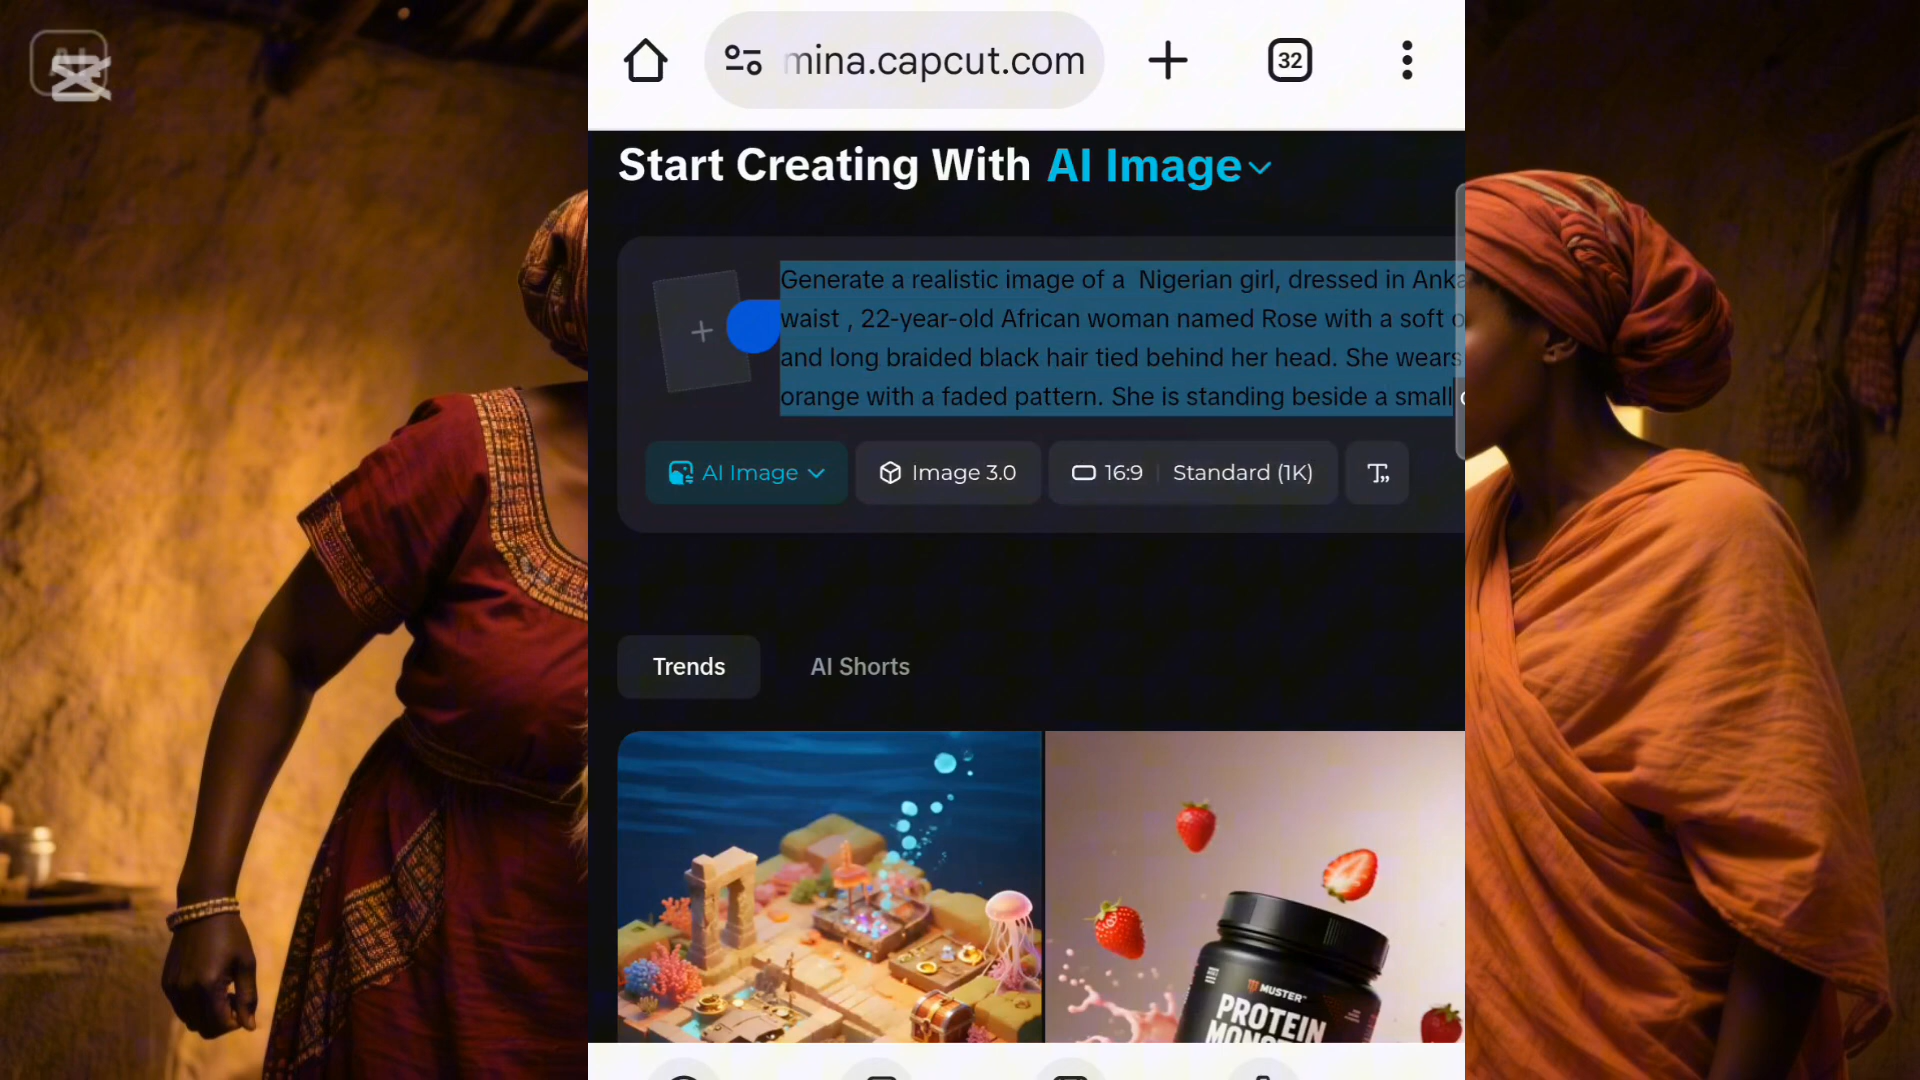 mina.capcut.com
32
Start Creating With AI Image
Generate a realistic image of a Nigerian girl, dressed in Anka
waist , 22-year-old African woman named Rose with a soft o
and long braided black hair tied behind her head. She wears
orange with a faded pattern. She is standing beside a small
AI Image
Image 3.0
16:9
Standard (1K)
Trends
AI Shorts
MUSTER
PROTEIN